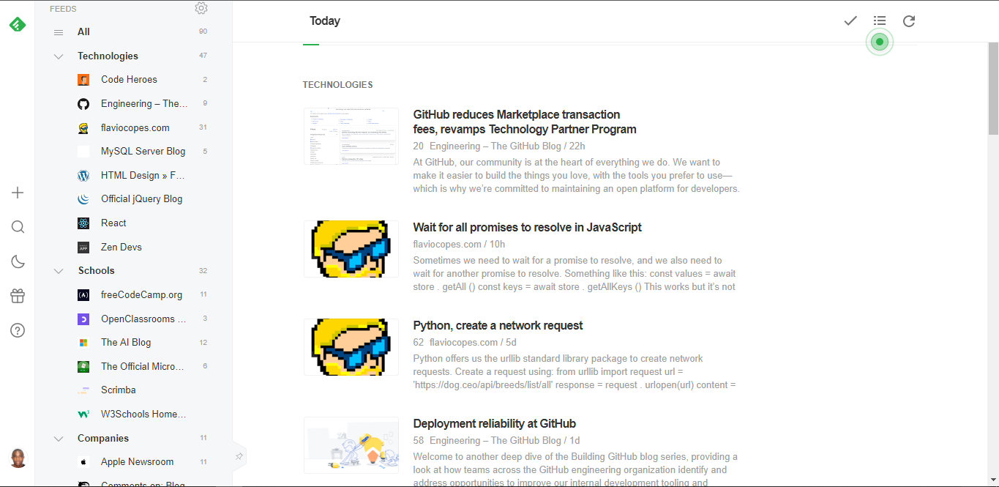 FEEDS
All 90
Technologies 47
Code Heroes 2
Engineering – The... 9
flaviocopes.com 31
MySQL Server Blog 5
HTML Design » F...
Official jQuery Blog
React
APP
Zen Devs
Schools 32
(A) freeCodeCamp.org 11
OpenClassrooms ... 3
The AI Blog 12
The Official Micro... 6
Scrimba
W3Schools Home...
Companies 11
Apple Newsroom 11
Comments on: Blog
Today
TECHNOLOGIES
GitHub reduces Marketplace transaction
fees, revamps Technology Partner Program
20 Engineering – The GitHub Blog / 22h
At GitHub, our community is at the heart of everything we do. We want to
make it easier to build the things you love, with the tools you prefer to use—
which is why we’re committed to maintaining an open platform for developers.
Wait for all promises to resolve in JavaScript
flaviocopes.com / 10h
Sometimes we need to wait for a promise to resolve, and we also need to
wait for another promise to resolve. Something like this: const values = await
store . getAll () const keys = await store . getAllKeys () This works but it’s not
Python, create a network request
62 flaviocopes.com / 5d
Python offers us the urllib standard library package to create network
requests. Create a request using: from urllib import request url =
'https://dog.ceo/api/breeds/list/all' response = request . urlopen(url) content =
Deployment reliability at GitHub
58 Engineering – The GitHub Blog / 1d
Welcome to another deep dive of the Building GitHub blog series, providing a
look at how teams across the GitHub engineering organization identify and
address opportunities to improve our internal development tooling and